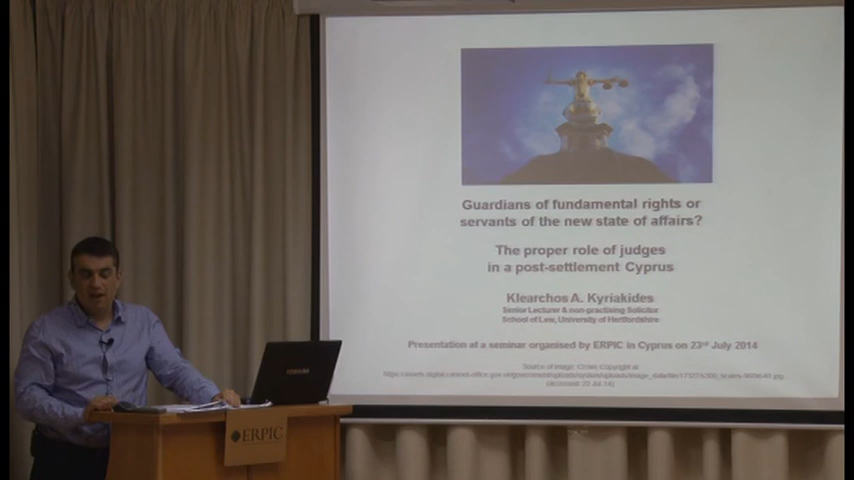 Guardians of fundamental rights or
servants of the new state of affairs?
The proper role of judges
in a post-settlement Cyprus
Klearchos A. Kyriakides
Senior Lecturer & non-practising Solicitor
School of Law, University of Hertfordshire
Presentation at a seminar organised by ERPIC in Cyprus on 23rd July 2014
Source of image: Crown Copyright at
TOSHIBA
ERPIC